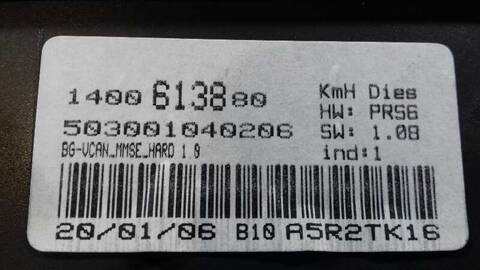 1400 6138 80
503001040206
BG-VCAN_MMSE_HARD 1.0
KmH Dies
HW: PRS6
SW: 1.08
ind:1
20/01/06 B10 A5R2TK16